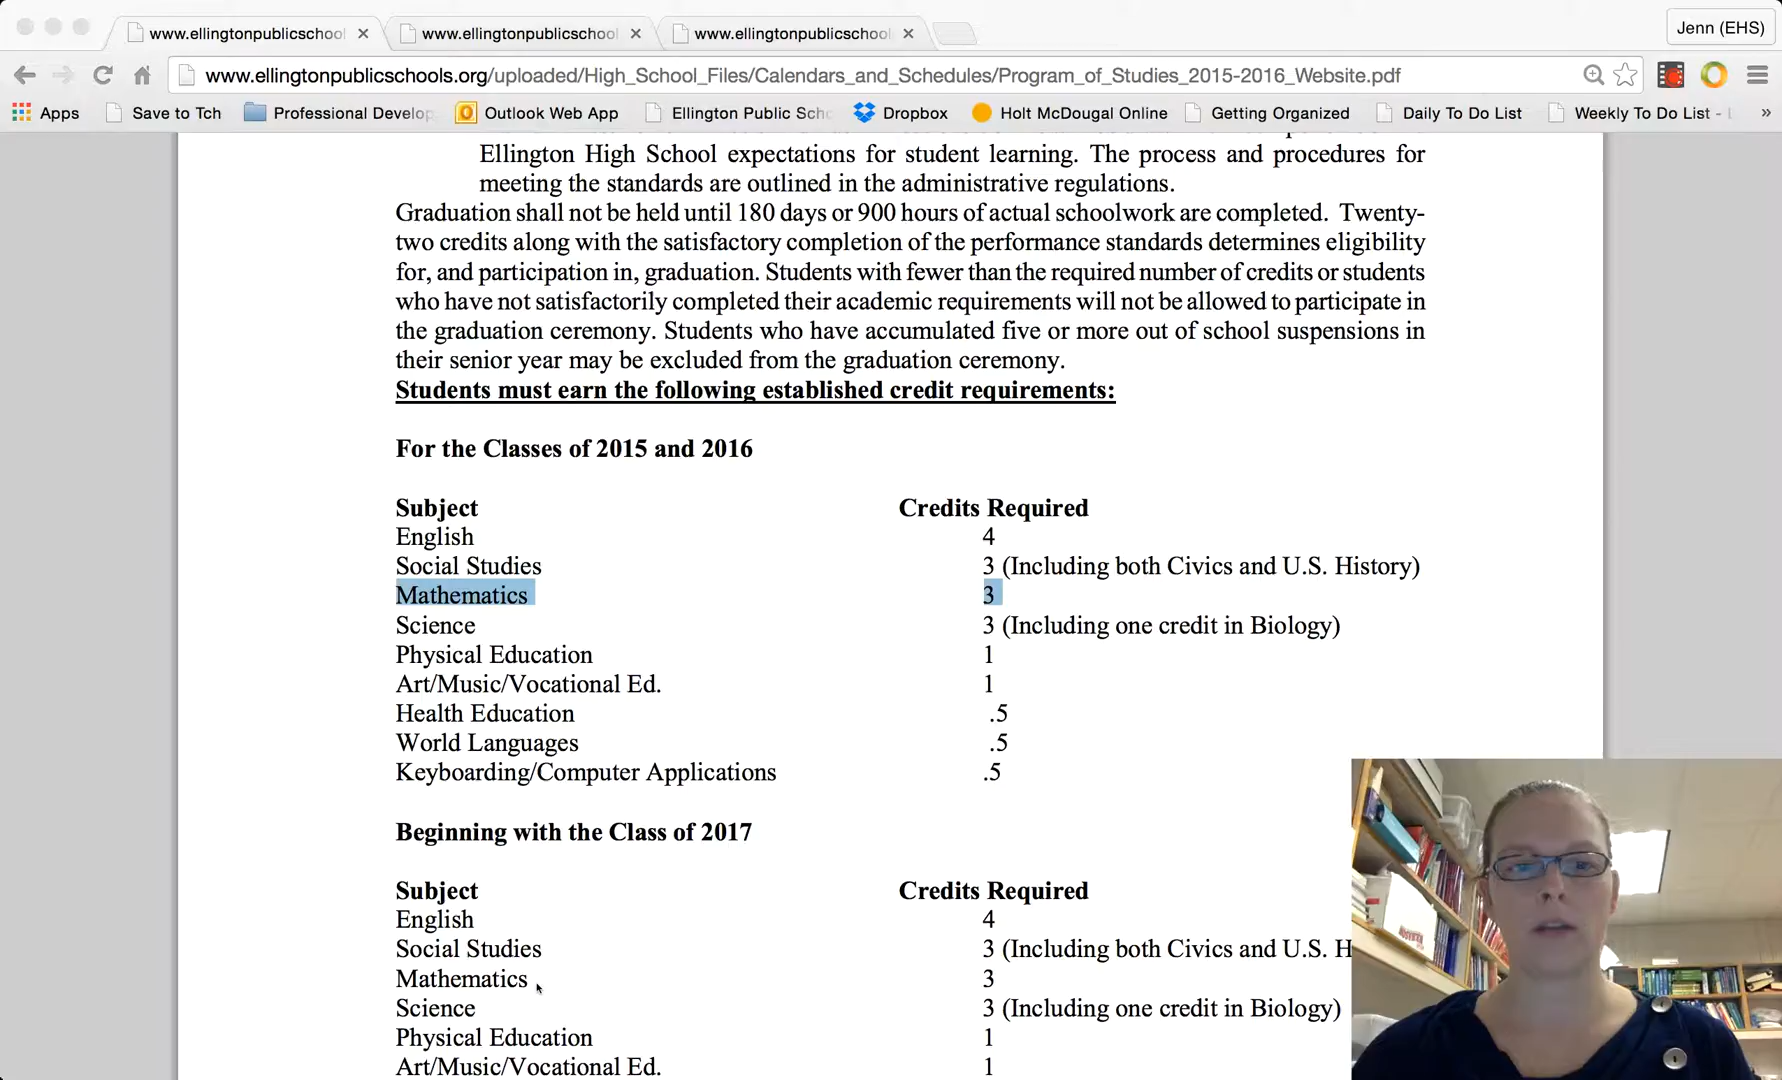 www.ellingtonpublicschool
www.ellingtonpublicschool
www.ellingtonpublicschool
Jenn (EHS)
www.ellingtonpublicschools.org/uploaded/High_School_Files/Calendars_and_Schedules/Program_of_Studies_2015-2016_Website.pdf
Apps Save to Tch Professional Develop Outlook Web App Ellington Public Scho Dropbox Holt McDougal Online Getting Organized Daily To Do List Weekly To Do List - »
Ellington High School expectations for student learning. The process and procedures for
meeting the standards are outlined in the administrative regulations.
Graduation shall not be held until 180 days or 900 hours of actual schoolwork are completed. Twenty-
two credits along with the satisfactory completion of the performance standards determines eligibility
for, and participation in, graduation. Students with fewer than the required number of credits or students
who have not satisfactorily completed their academic requirements will not be allowed to participate in
the graduation ceremony. Students who have accumulated five or more out of school suspensions in
their senior year may be excluded from the graduation ceremony.
Students must earn the following established credit requirements:
For the Classes of 2015 and 2016
Subject Credits Required
English 4
Social Studies 3 (Including both Civics and U.S. History)
Mathematics 3
Science 3 (Including one credit in Biology)
Physical Education 1
Art/Music/Vocational Ed. 1
Health Education .5
World Languages .5
Keyboarding/Computer Applications .5
Beginning with the Class of 2017
Subject Credits Required
English 4
Social Studies 3 (Including both Civics and U.S. H
Mathematics 3
Science 3 (Including one credit in Biology)
Physical Education 1
Art/Music/Vocational Ed. 1